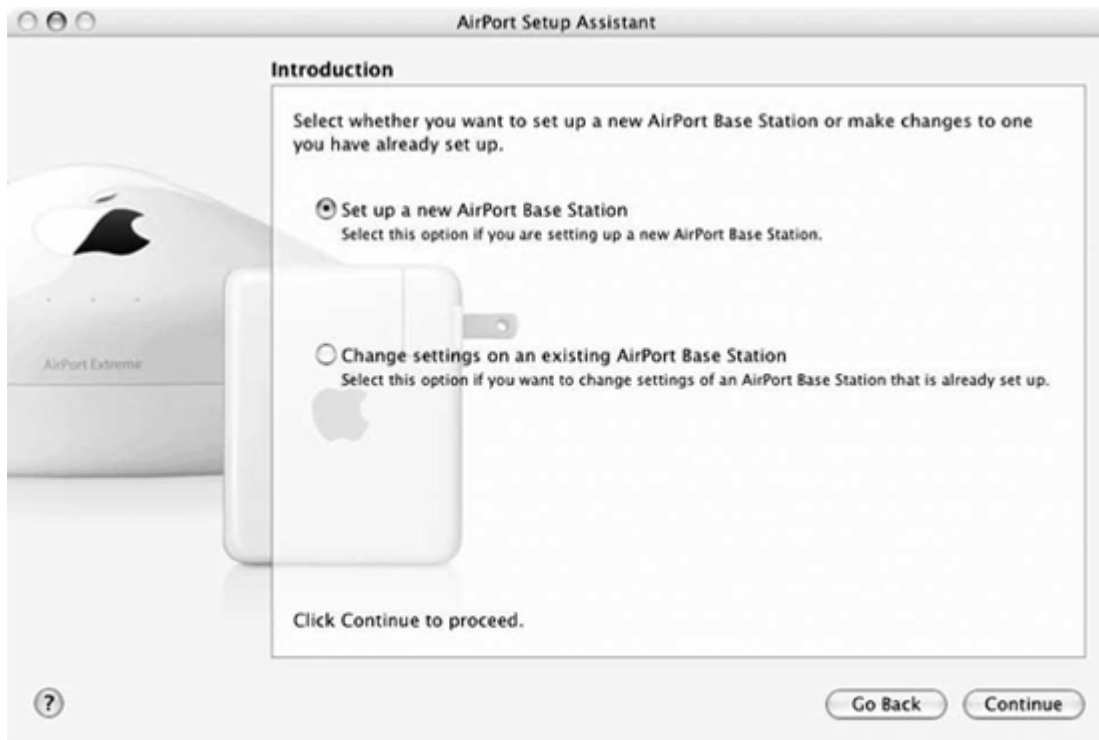 AirPort Setup Assistant
Introduction
Select whether you want to set up a new AirPort Base Station or make changes to one
you have already set up.
Set up a new AirPort Base Station
Select this option if you are setting up a new AirPort Base Station.
AirPort Extreme
Change settings on an existing AirPort Base Station
Select this option if you want to change settings of an AirPort Base Station that is already set up.
Click Continue to proceed.
?
Go Back
Continue